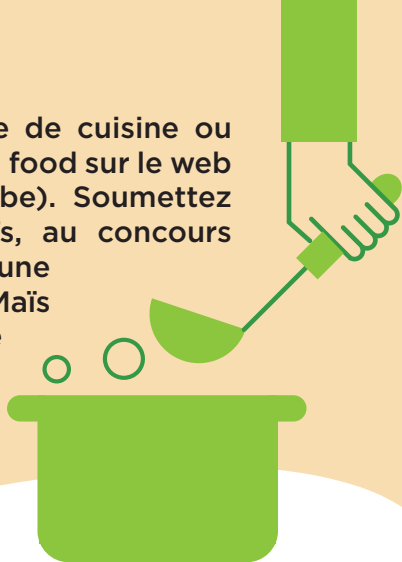 de cuisine ou
food sur le web
be). Soumettez
s, au concours
une
Maïs